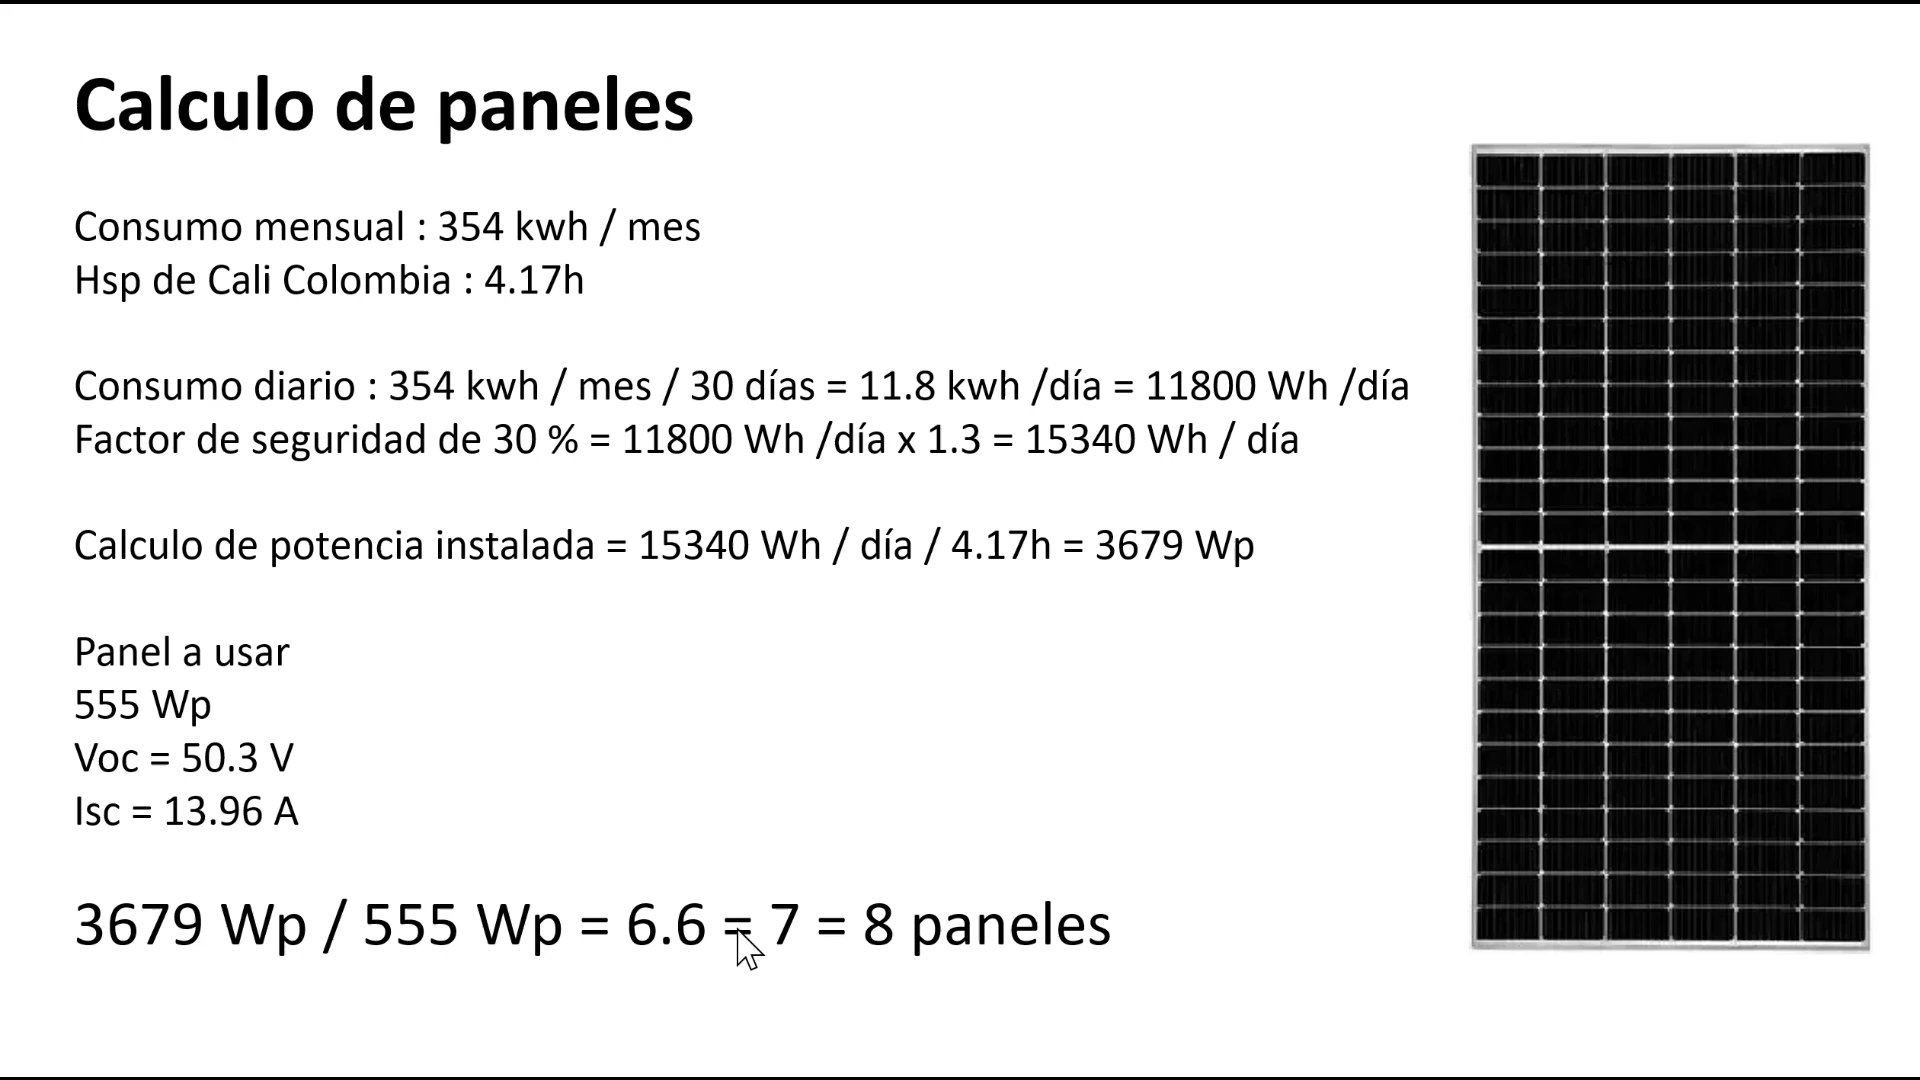 Calculo de paneles
Consumo mensual : 354 kwh / mes
Hsp de Cali Colombia : 4.17h
Consumo diario : 354 kwh / mes / 30 días = 11.8 kwh /día = 11800 Wh /día
Factor de seguridad de 30 % = 11800 Wh /día x 1.3 = 15340 Wh / día
Calculo de potencia instalada = 15340 Wh / día / 4.17h = 3679 Wp
Panel a usar
555 Wp
Voc = 50.3 V
Isc = 13.96 A
3679 Wp / 555 Wp = 6.6 = 7 = 8 paneles